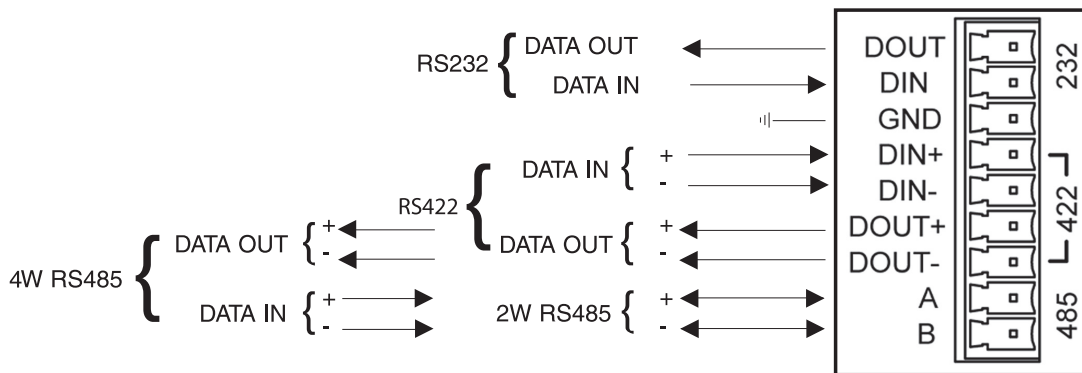 RS232 { DATA OUT
DATA IN
RS422 { DATA IN { +
-
DATA OUT { +
-
4W RS485 { DATA OUT { +
-
DATA IN { +
-
2W RS485 { +
-
DOUT
DIN
GND
DIN+
DIN-
DOUT+
DOUT-
A
B
232
422
485